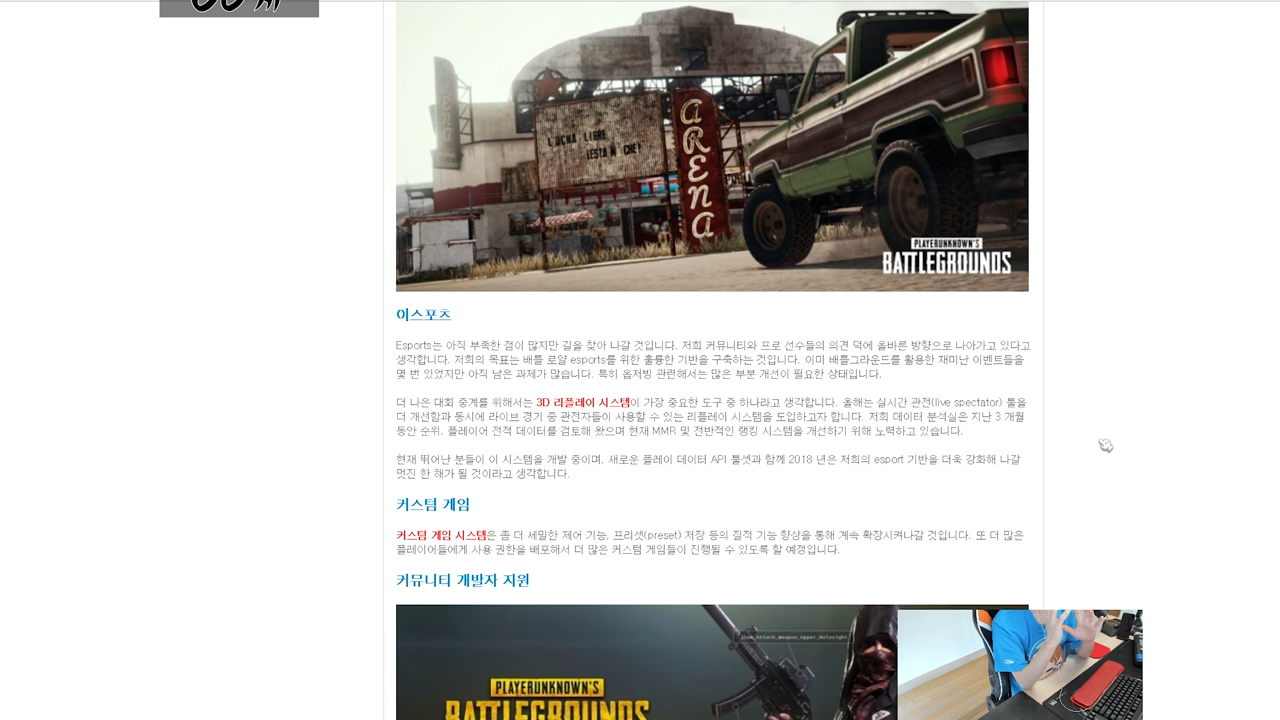 LUCHA LIBRE
ARENA
PLAYERUNKNOWN'S
BATTLEGROUNDS
이스포츠
Esports는 아직 부족한 점이 많지만 길을 찾아 나갈 것입니다. 저희 커뮤니티와 프로 선수들의 의견 덕에 올바른 방향으로 나아가고 있다고
생각합니다. 저희의 목표는 배틀 로얄 esports를 위한 훌륭한 기반을 구축하는 것입니다. 이미 배틀그라운드를 활용한 재미난 이벤트들을
몇 번 있었지만 아직 남은 과제가 많습니다. 특히 옵저빙 관련해서는 많은 부분 개선이 필요한 상태입니다.
더 나은 대회 중계를 위해서는 3D 리플레이 시스템이 가장 중요한 도구 중 하나라고 생각합니다. 올해는 실시간 관전(live spectator) 툴을
더 개선함과 동시에 라이브 경기 중 관전자들이 사용할 수 있는 리플레이 시스템을 도입하고자 합니다. 저희 데이터 분석실은 지난 3 개월
동안 순위, 플레이어 전적 데이터를 검토해 왔으며 현재 MMR 및 전반적인 랭킹 시스템을 개선하기 위해 노력하고 있습니다.
현재 뛰어난 분들이 이 시스템을 개발 중이며, 새로운 플레이 데이터 API 툴셋과 함께 2018 년은 저희의 esport 기반을 더욱 강화해 나갈
멋진 한 해가 될 것이라고 생각합니다.
커스텀 게임
커스텀 게임 시스템은 좀 더 세밀한 제어 기능, 프리셋(preset) 저장 등의 질적 기능 향상을 통해 계속 확장시켜나갈 것입니다. 또 더 많은
플레이어들에게 사용 권한을 배포해서 더 많은 커스텀 게임들이 진행될 수 있도록 할 예정입니다.
커뮤니티 개발자 지원
PLAYERUNKNOWN'S
BATTLEGROUNDS